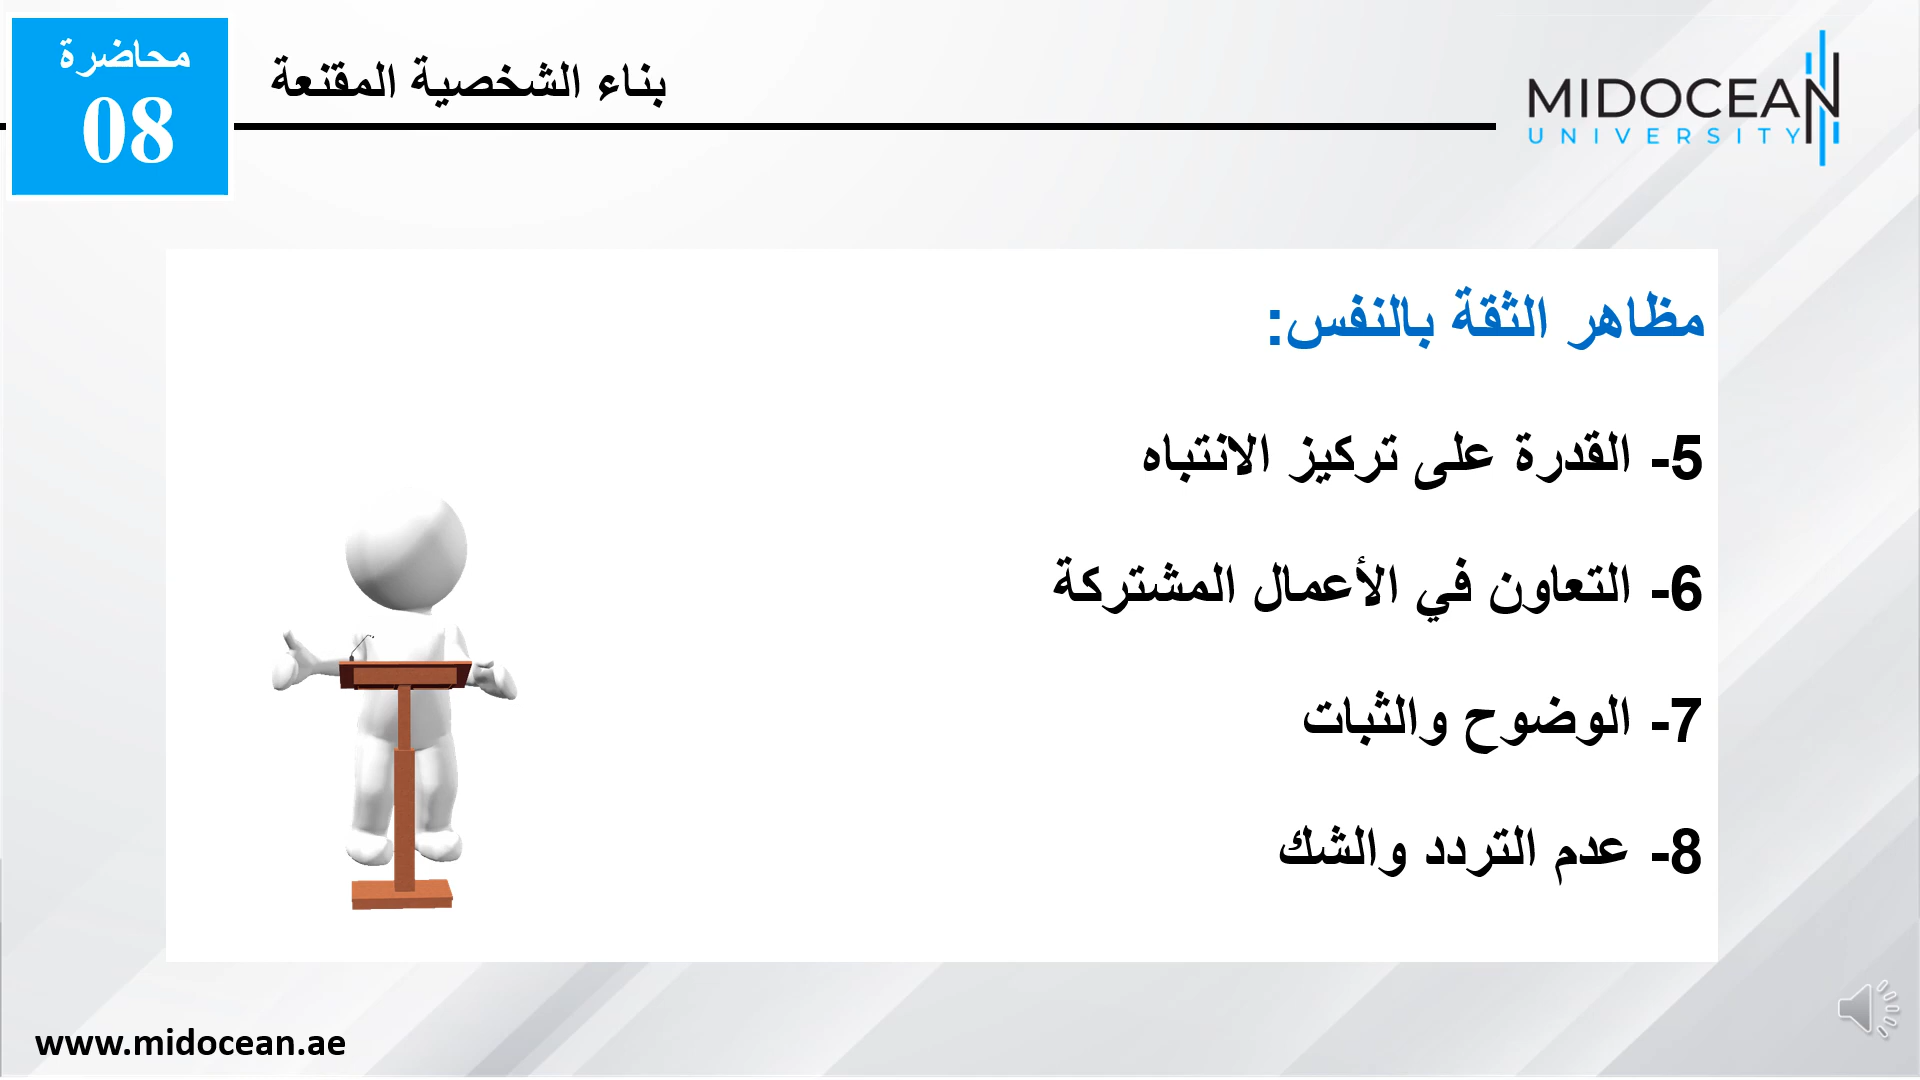 محاضرة
08
بناء الشخصية المقنعة
MIDOCEAN
UNIVERSITY
مظاهر الثقة بالنفس:
5- القدرة على تركيز الانتباه
6- التعاون في الأعمال المشتركة
7- الوضوح والثبات
8- عدم التردد والشك
www.midocean.ae